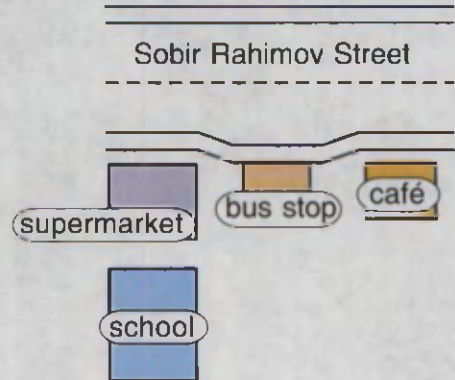 Sobir Rahimov Street
supermarket
bus stop
café
school